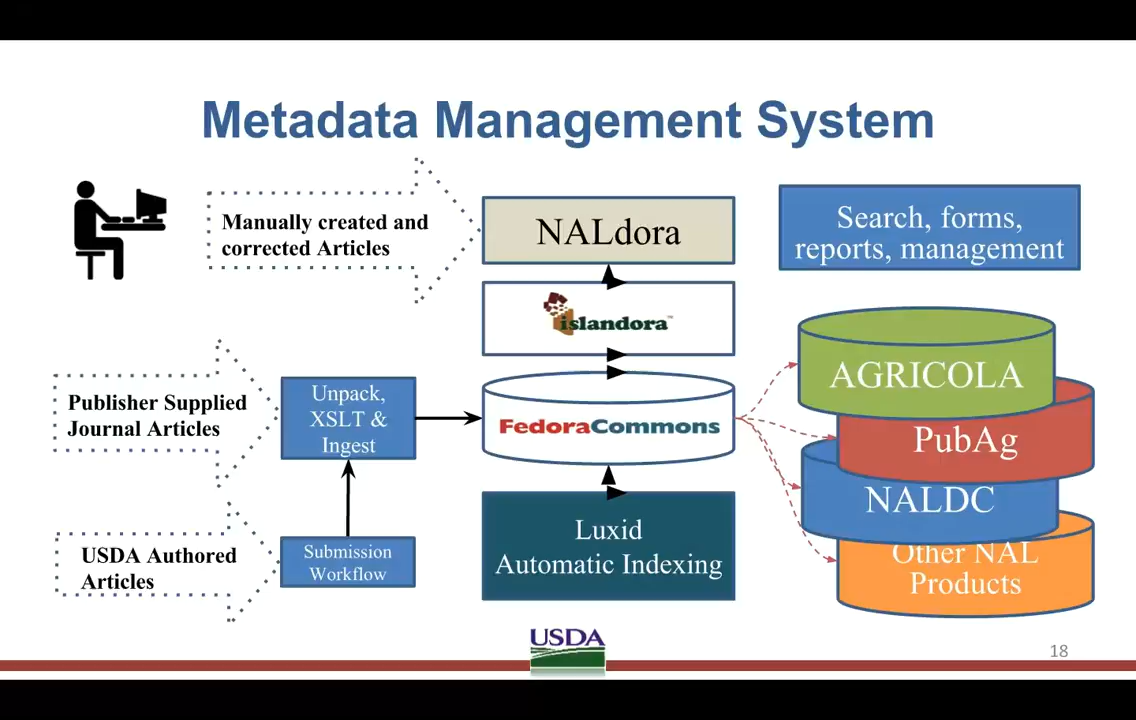 Metadata Management System
Manually created and
corrected Articles
NALdora
Search, forms,
reports, management
islandora™
Publisher Supplied
Journal Articles
Unpack,
XSLT &
Ingest
FedoraCommons
AGRICOLA
PubAg
NALDC
Other NAL
Products
USDA Authored
Articles
Submission
Workflow
Luxid
Automatic Indexing
USDA
18